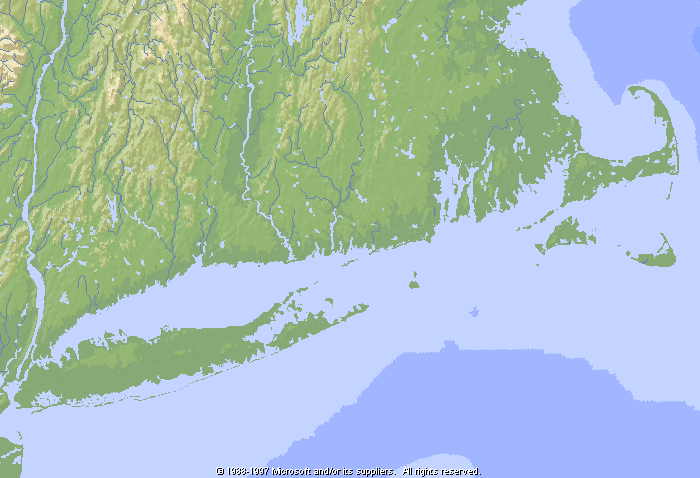 © 1988-1997 Microsoft and/or its suppliers. All rights reserved.